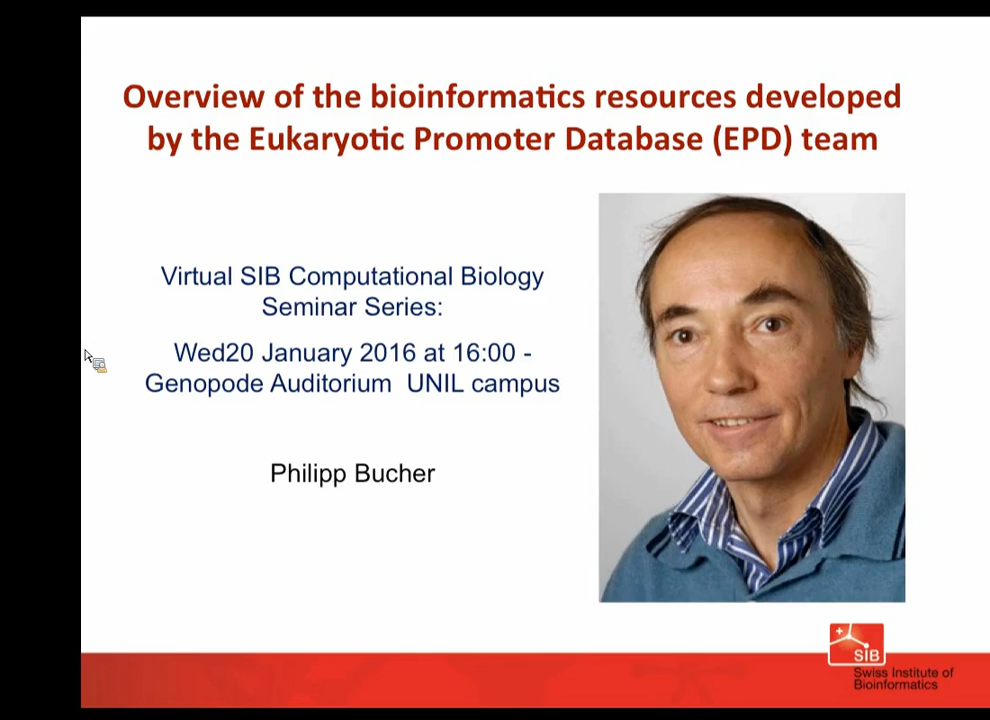 Overview of the bioinformatics resources developed
by the Eukaryotic Promoter Database (EPD) team
Virtual SIB Computational Biology
Seminar Series:
Wed20 January 2016 at 16:00 -
Genopode Auditorium  UNIL campus
Philipp Bucher
SIB
Swiss Institute of
Bioinformatics